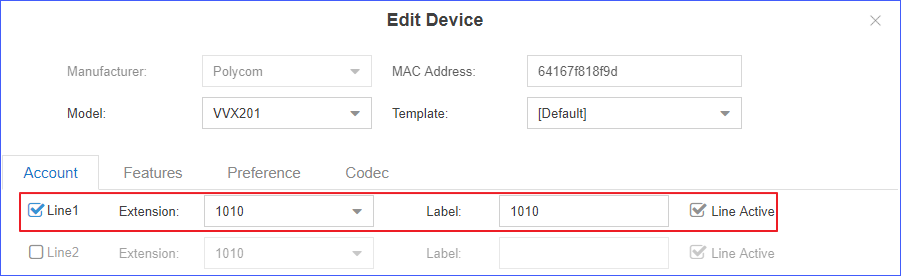 Edit Device
Manufacturer: Polycom MAC Address: 64167f818f9d
Model: VVX201 Template: [Default]
Account Features Preference Codec
Line1 Extension: 1010 Label: 1010 Line Active
Line2 Extension: 1010 Label: Line Active